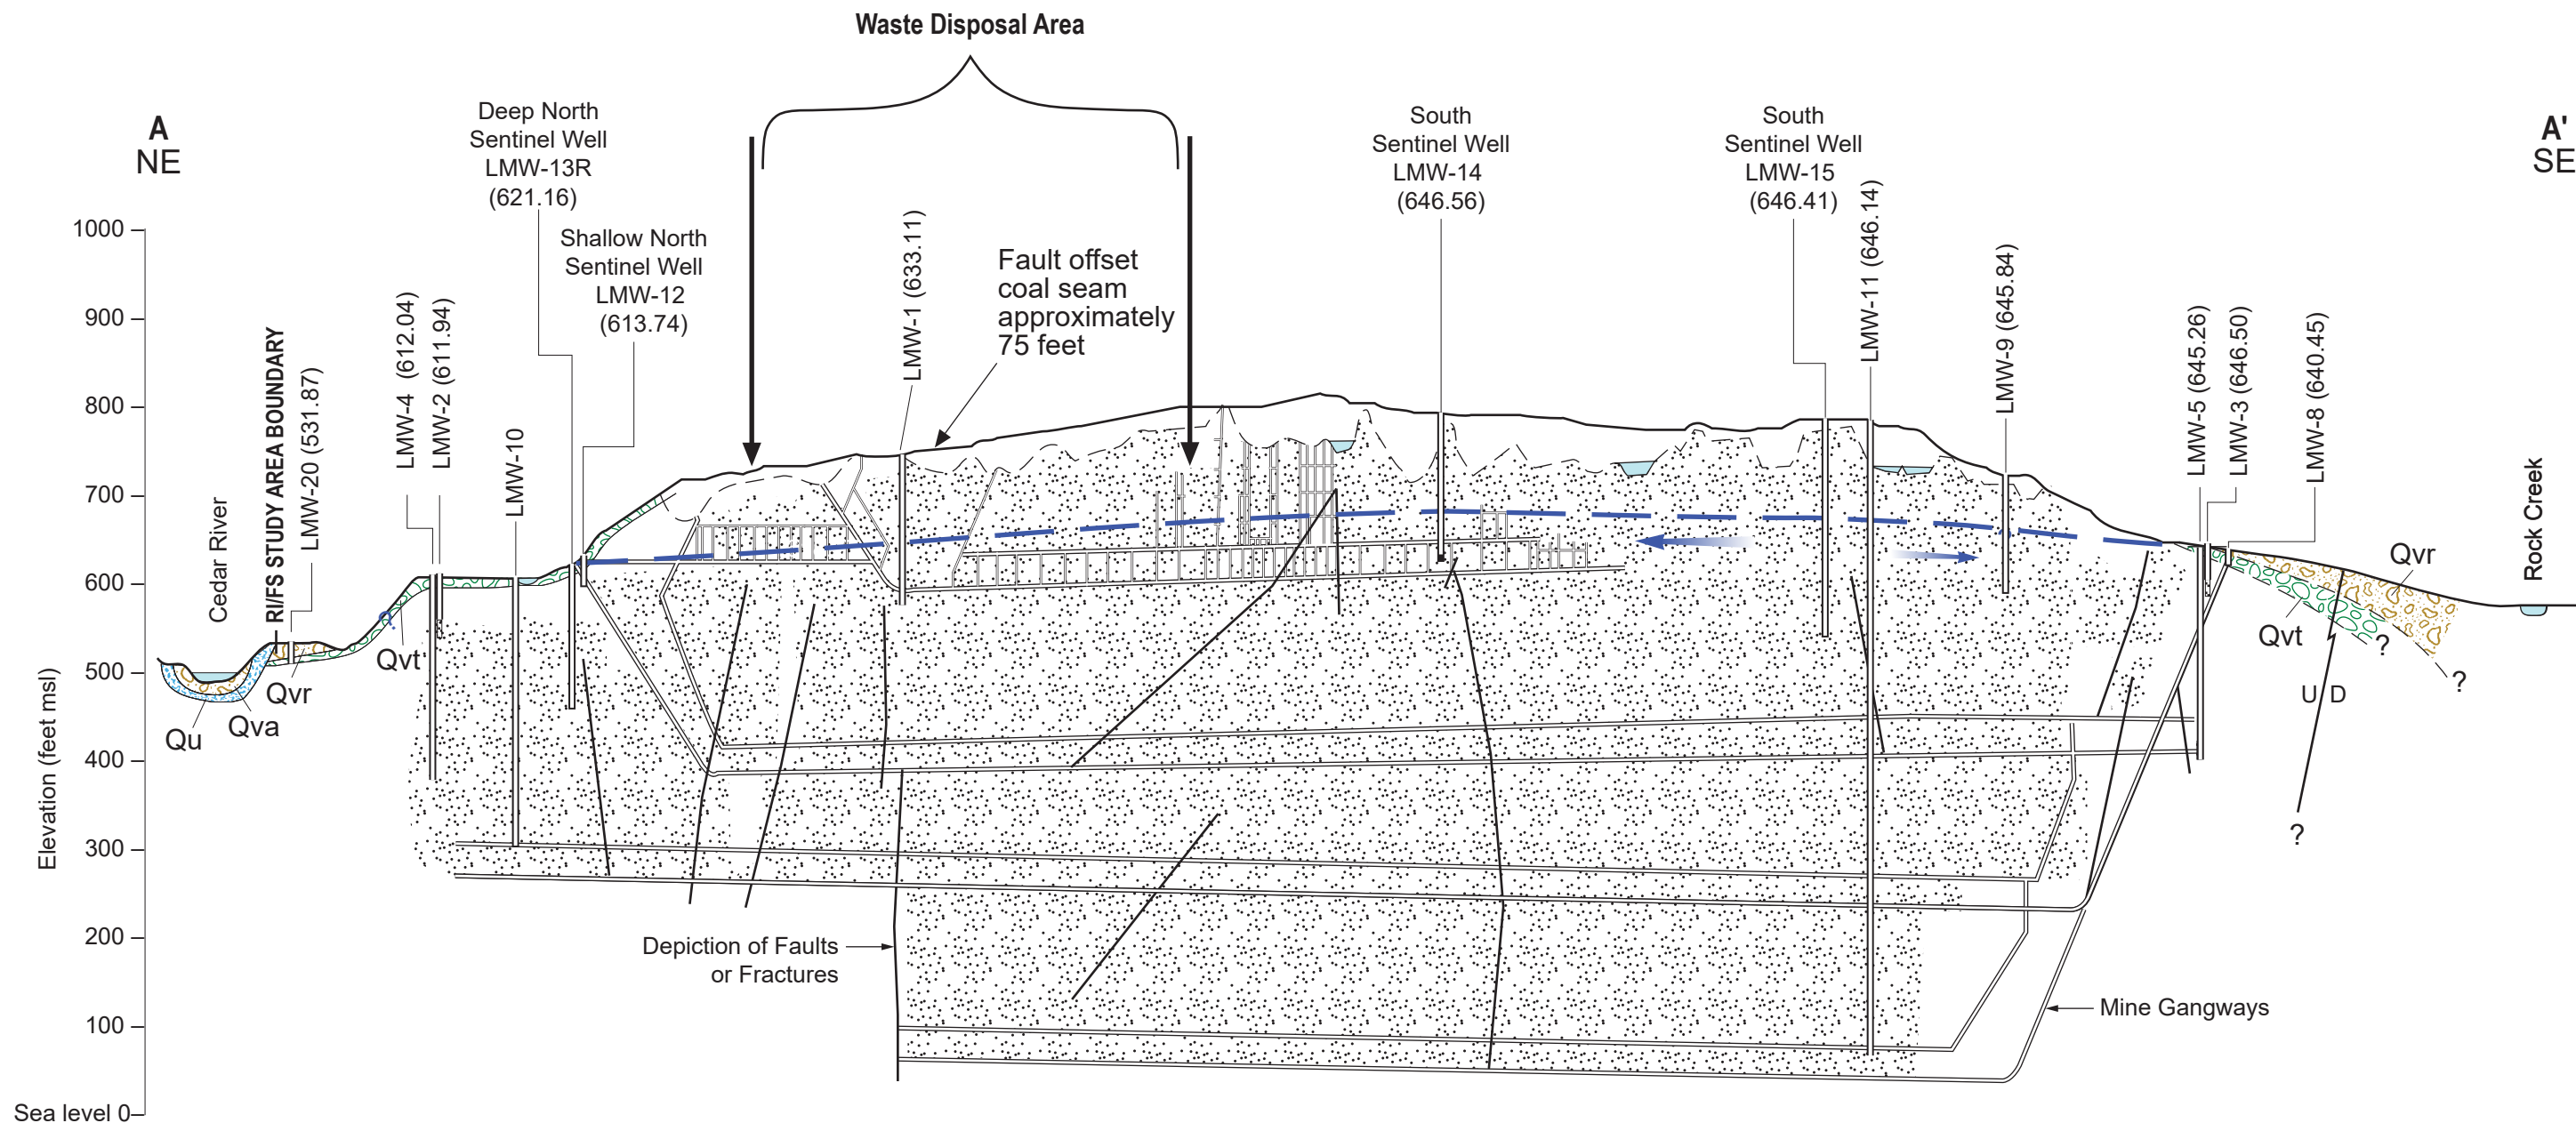 Waste Disposal Area
A
NE
A'
SE
Deep North
Sentinel Well
LMW-13R
(621.16)
Shallow North
Sentinel Well
LMW-12
(613.74)
South
Sentinel Well
LMW-14
(646.56)
South
Sentinel Well
LMW-15
(646.41)
LMW-11 (646.14)
LMW-1 (633.11)
Fault offset
coal seam
approximately
75 feet
LMW-9 (645.84)
LMW-4 (612.04)
LMW-2 (611.94)
RI/FS STUDY AREA BOUNDARY
LMW-20 (531.87)
LMW-10
LMW-5 (645.26)
LMW-3 (646.50)
LMW-8 (640.45)
Cedar River
Rock Creek
Elevation (feet msl)
1000
900
800
700
600
500
400
300
200
100
Sea level 0
Qvt
Qvr
Qva
Qu
Qvr
Qvt
?
?
U D
?
Depiction of Faults
or Fractures
Mine Gangways